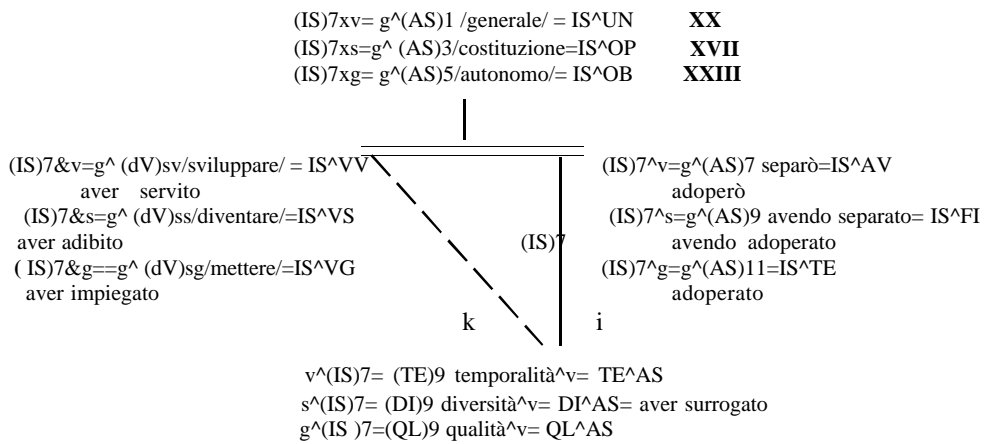 (IS)7xv= g^(AS)1 /generale/ = IS^UN XX
(IS)7xs=g^ (AS)3/costituzione=IS^OP XVII
(IS)7xg= g^(AS)5/autonomo/= IS^OB XXIII
(IS)7&v=g^ (dV)sv/sviluppare/ = IS^VV
aver servito
(IS)7&s=g^ (dV)ss/diventare/=IS^VS
aver adibito
( IS)7&g==g^ (dV)sg/mettere/=IS^VG
aver impiegato
(IS)7
(IS)7^v=g^(AS)7 separò=IS^AV
adoperò
(IS)7^s=g^(AS)9 avendo separato= IS^FI
avendo adoperato
(IS)7^g=g^(AS)11=IS^TE
adoperato
k i
v^(IS)7= (TE)9 temporalità^v= TE^AS
s^(IS)7= (DI)9 diversità^v= DI^AS= aver surrogato
g^(IS )7=(QL)9 qualità^v= QL^AS